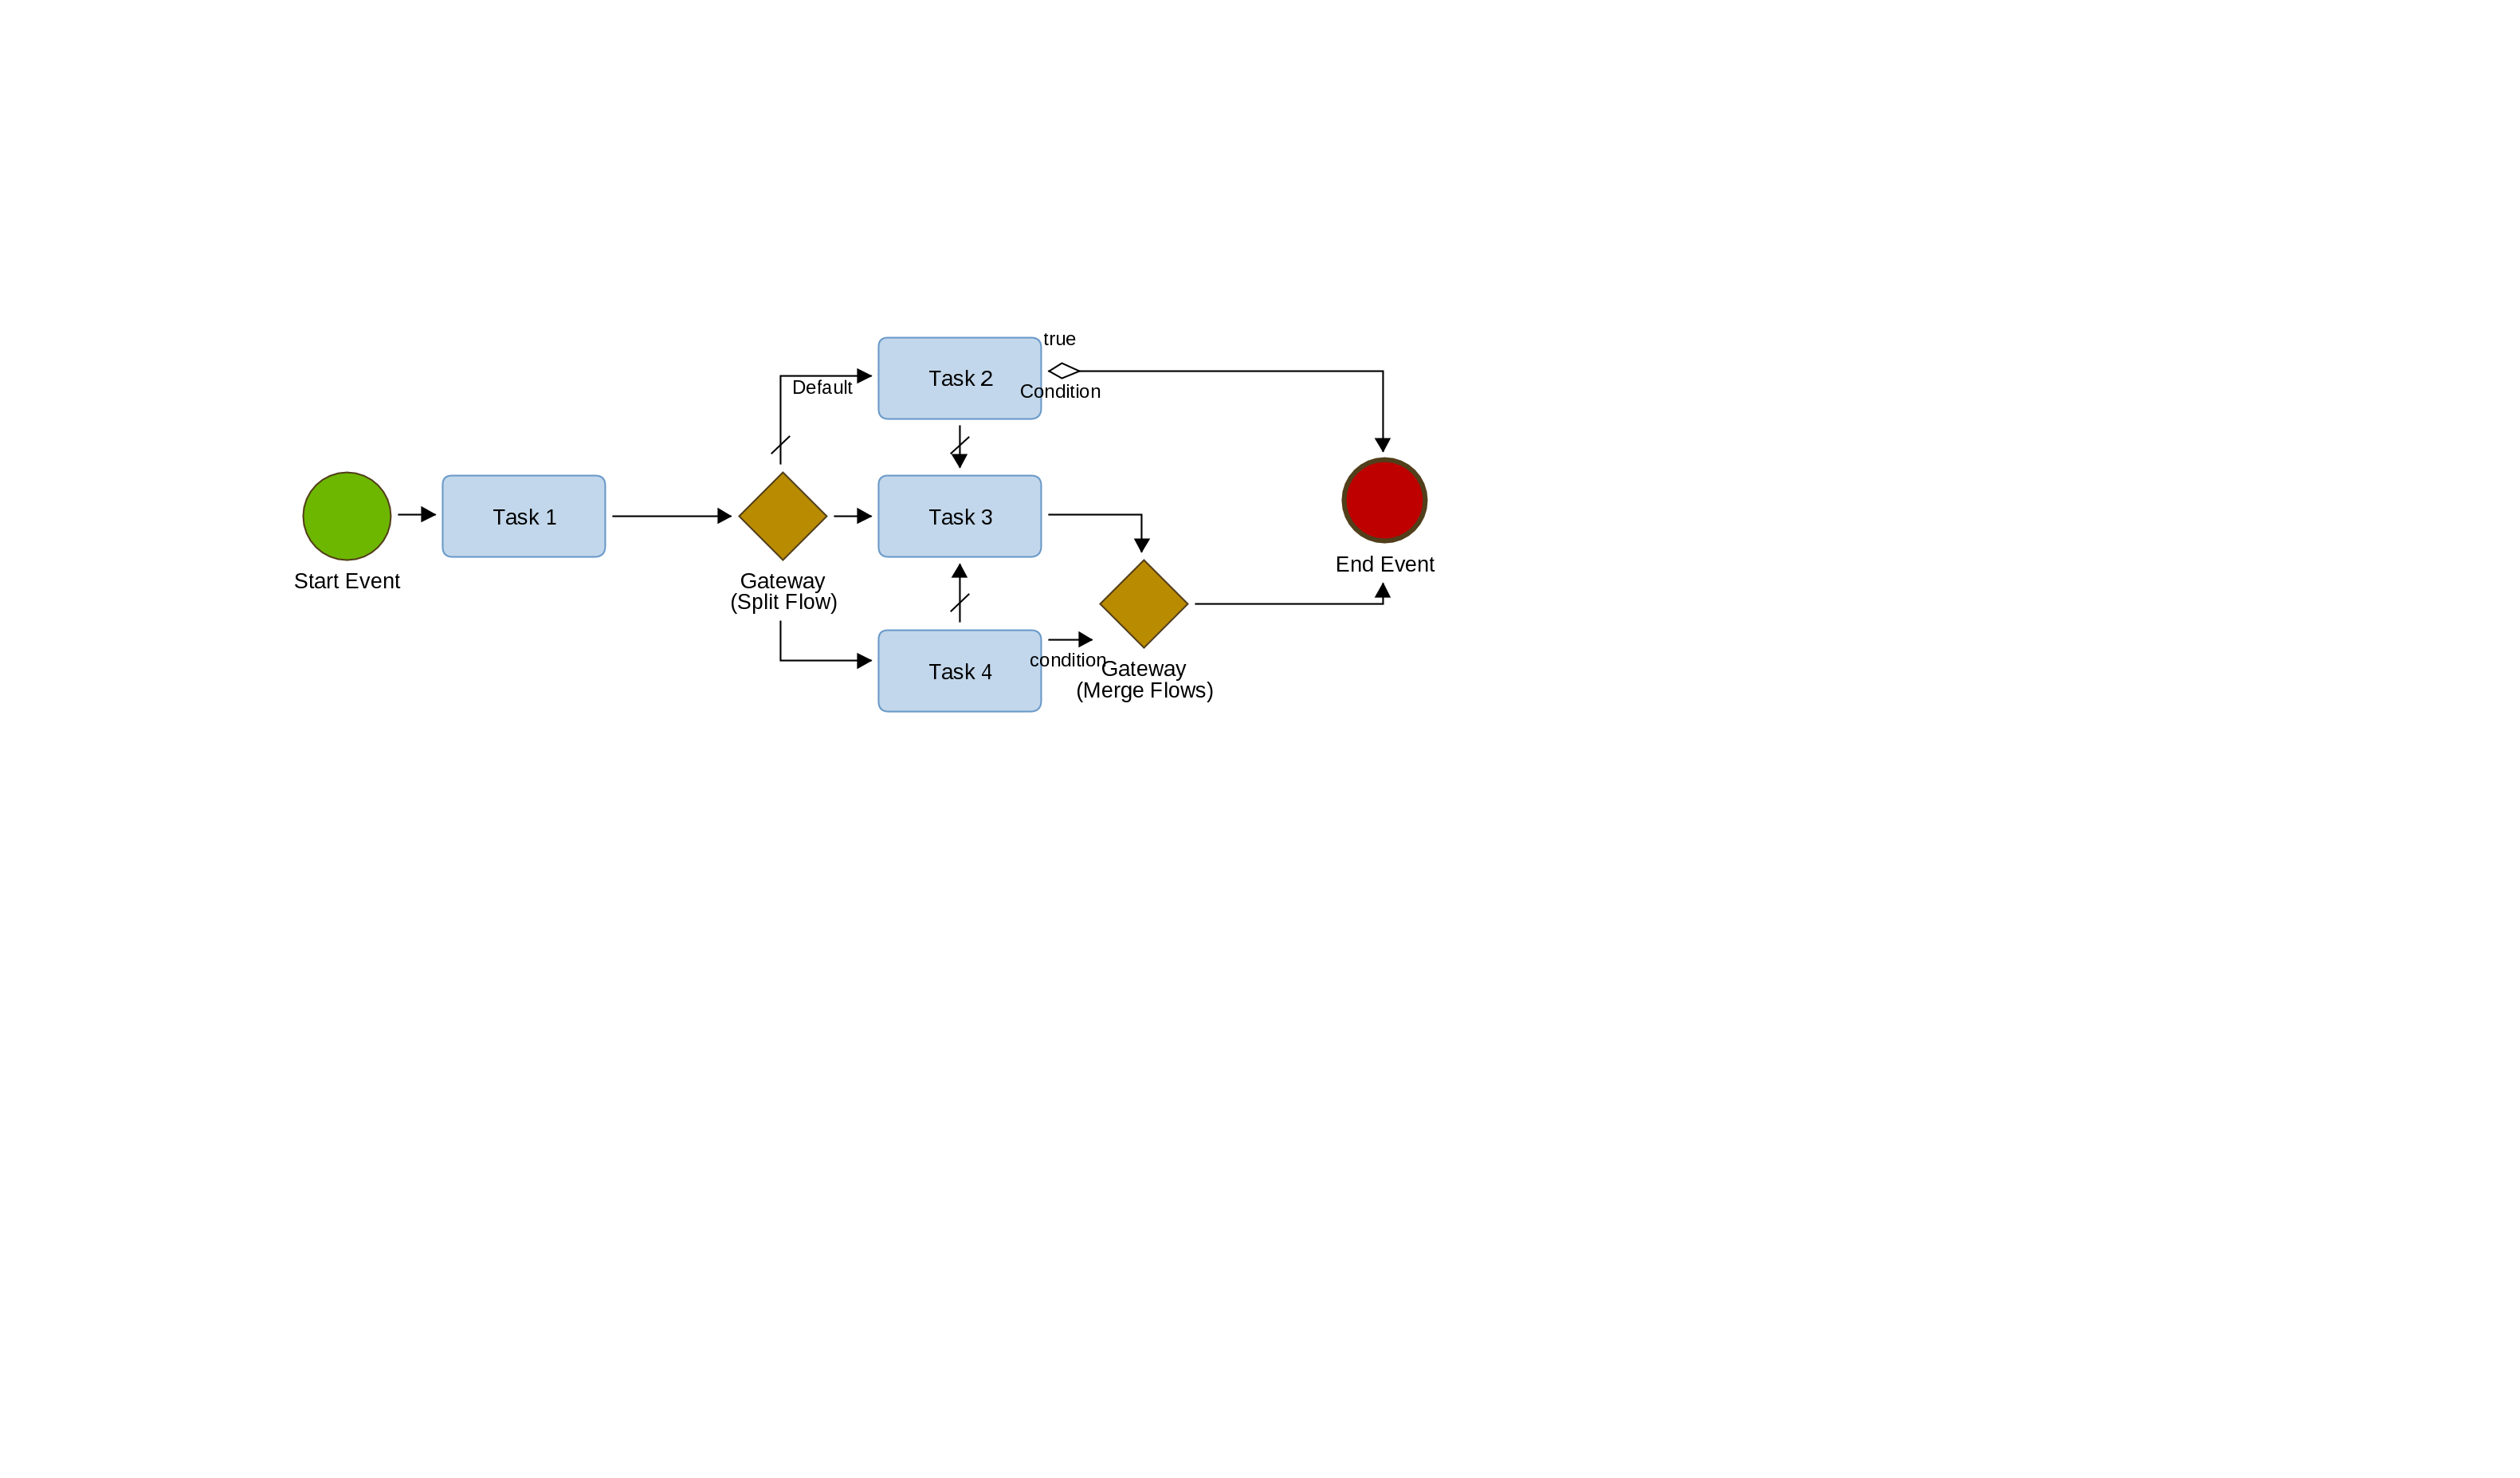 true
Task 2
Default
Condition
Task 1
Task 3
End Event
Start Event
Gateway
(Split Flow)
condition
Task 4
Gateway
(Merge Flows)